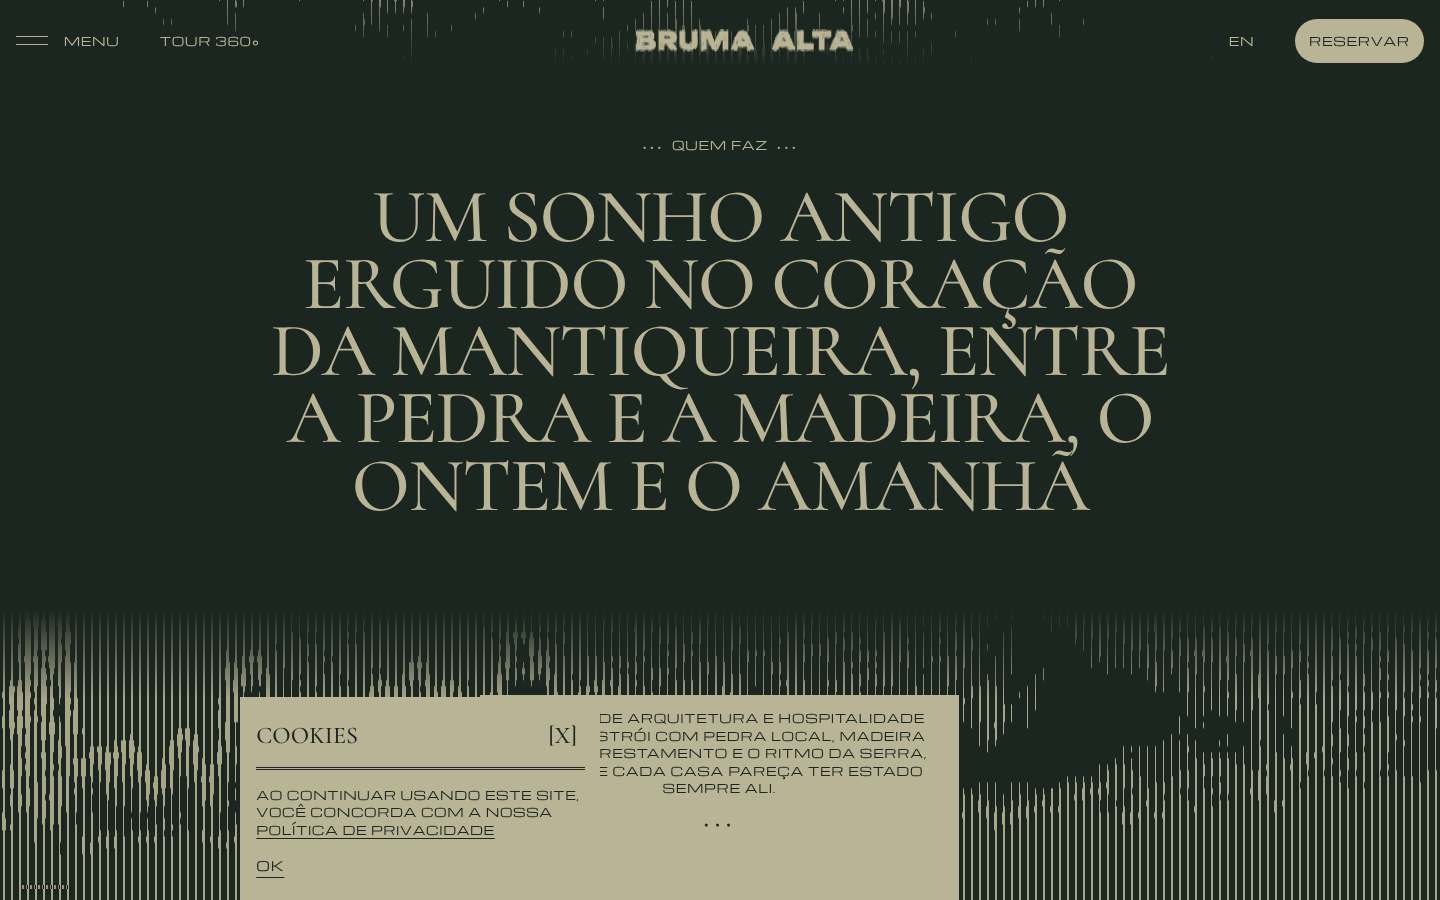 MENU
TOUR 360°
BRUMA ALTA
EN
RESERVAR
... QUEM FAZ ...
UM SONHO ANTIGO
ERGUIDO NO CORAÇÃO
DA MANTIQUEIRA, ENTRE
A PEDRA E A MADEIRA, O
ONTEM E O AMANHÃ
COOKIES
[X]
AO CONTINUAR USANDO ESTE SITE,
VOCÊ CONCORDA COM A NOSSA
POLÍTICA DE PRIVACIDADE
OK
DE ARQUITETURA E HOSPITALIDADE
COM PEDRA LOCAL, MADEIRA
E O RITMO DA SERRA,
CADA CASA PAREÇA TER ESTADO
SEMPRE ALI.
...